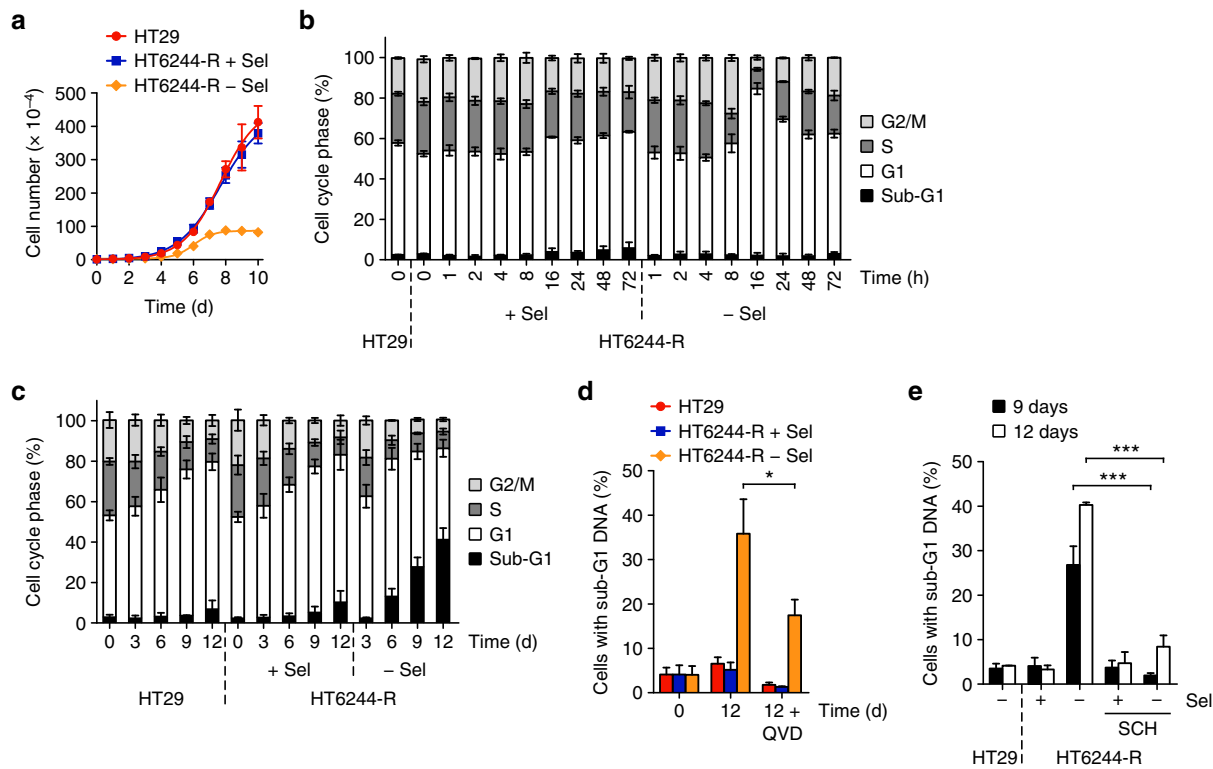 a
HT29
HT6244-R + Sel
HT6244-R – Sel
Cell number (× 10⁻⁴)
500
400
300
200
100
0
0 2 4 6 8 10
Time (d)
b
Cell cycle phase (%)
100
80
60
40
20
0
G2/M
S
G1
Sub-G1
0 0 1 2 4 8 16 24 48 72 1 2 4 8 16 24 48 72 Time (h)
+ Sel – Sel
HT29 HT6244-R
c
Cell cycle phase (%)
100
80
60
40
20
0
G2/M
S
G1
Sub-G1
0 3 6 9 12 0 3 6 9 12 3 6 9 12 Time (d)
+ Sel – Sel
HT29 HT6244-R
d
HT29
HT6244-R + Sel
HT6244-R – Sel
Cells with sub-G1 DNA (%)
50
40
30
20
10
0
*
0 12 12 + Time (d)
QVD
e
9 days
12 days
Cells with sub-G1 DNA (%)
50
40
30
20
10
0
***
***
– + – + – Sel
SCH
HT29 HT6244-R